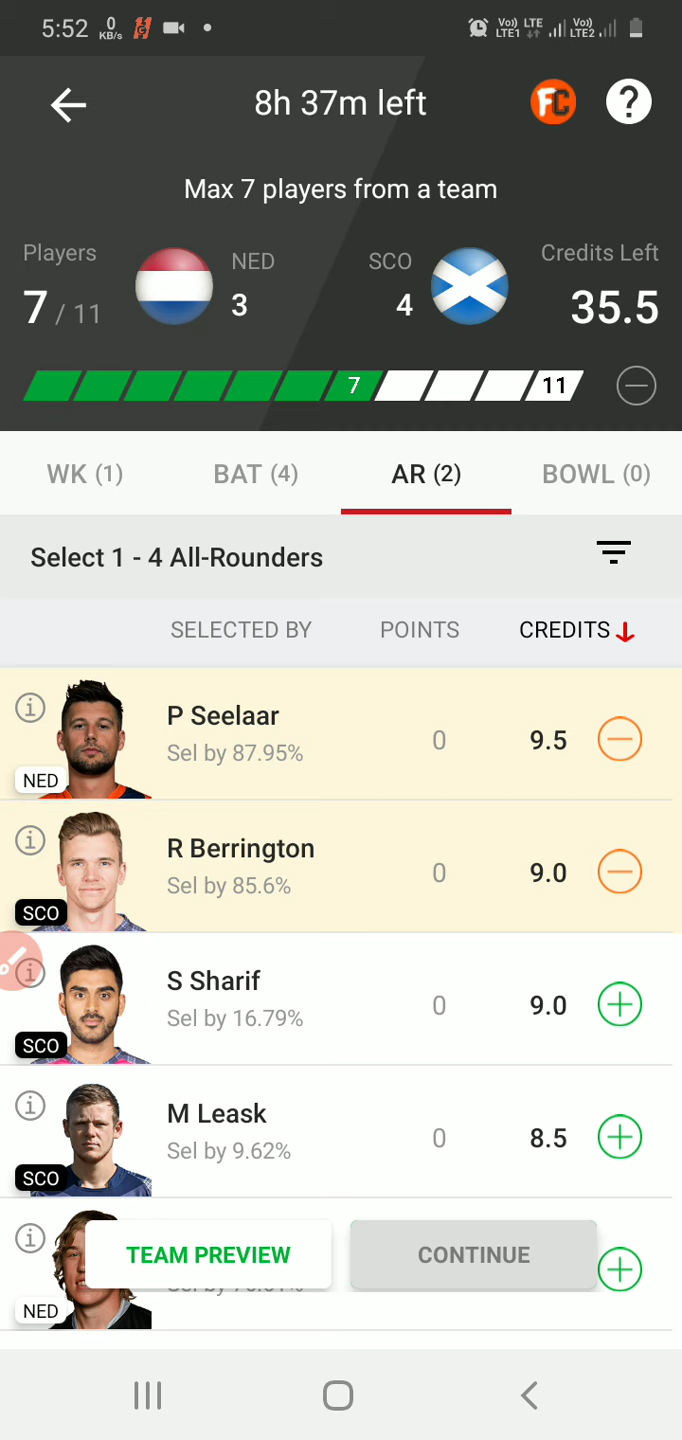 5:52 0 KB/s Vo) LTE LTE1 Vo) LTE2
8h 37m left FC ?
Max 7 players from a team
Players NED SCO Credits Left
7 / 11 3 4 35.5
7 11
WK (1) BAT (4) AR (2) BOWL (0)
Select 1 - 4 All-Rounders
SELECTED BY POINTS CREDITS
P Seelaar
Sel by 87.95% 0 9.5
NED
R Berrington
Sel by 85.6% 0 9.0
SCO
S Sharif
Sel by 16.79% 0 9.0
SCO
M Leask
Sel by 9.62% 0 8.5
SCO
TEAM PREVIEW CONTINUE
NED